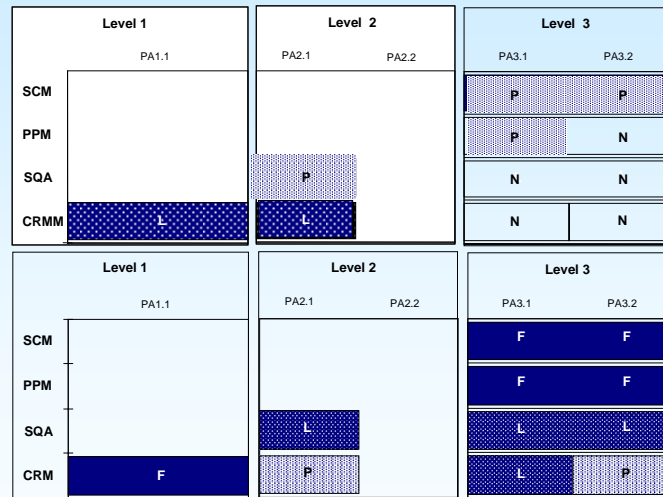 Level 1 Level 2 Level 3
PA1.1 PA2.1 PA2.2 PA3.1 PA3.2
SCM P P
PPM P N
SQA P N N
CRMM L L N N
Level 1 Level 2 Level 3
PA1.1 PA2.1 PA2.2 PA3.1 PA3.2
SCM F F
PPM F F
SQA L L L
CRM F P L P